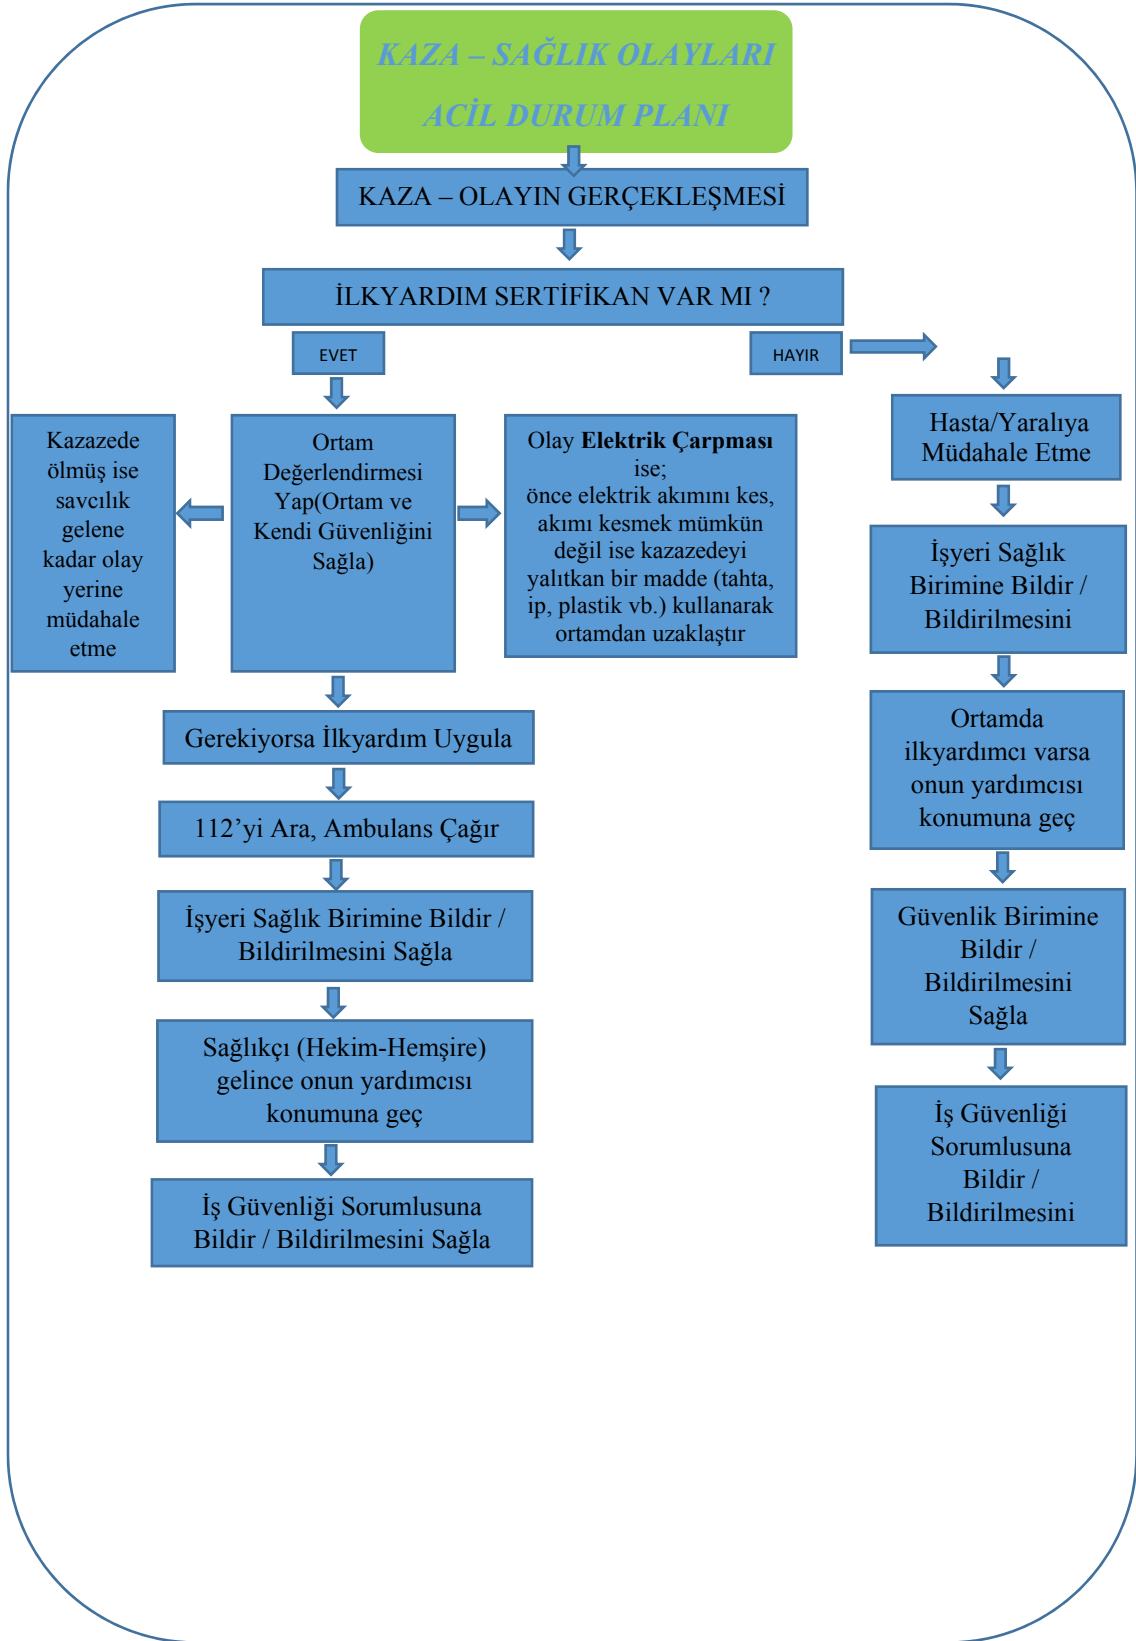 KAZA – SAĞLIK OLAYLARI
ACİL DURUM PLANI
KAZA – OLAYIN GERÇEKLEŞMESİ
İLKYARDIM SERTİFİKAN VAR MI ?
EVET
HAYIR
Kazazede
ölmüş ise
savcılık
gelene
kadar olay
yerine
müdahale
etme
Ortam
Değerlendirmesi
Yap(Ortam ve
Kendi Güvenliğini
Sağla)
Olay Elektrik Çarpması
ise;
önce elektrik akımını kes,
akımı kesmek mümkün
değil ise kazazedeyi
yalıtkan bir madde (tahta,
ip, plastik vb.) kullanarak
ortamdan uzaklaştır
Gerekiyorsa İlkyardım Uygula
112’yi Ara, Ambulans Çağır
İşyeri Sağlık Birimine Bildir /
Bildirilmesini Sağla
Sağlıkçı (Hekim-Hemşire)
gelince onun yardımcısı
konumuna geç
İş Güvenliği Sorumlusuna
Bildir / Bildirilmesini Sağla
Hasta/Yaralıya
Müdahale Etme
İşyeri Sağlık
Birimine Bildir /
Bildirilmesini
Ortamda
ilkyardımcı varsa
onun yardımcısı
konumuna geç
Güvenlik Birimine
Bildir /
Bildirilmesini
Sağla
İş Güvenliği
Sorumlusuna
Bildir /
Bildirilmesini